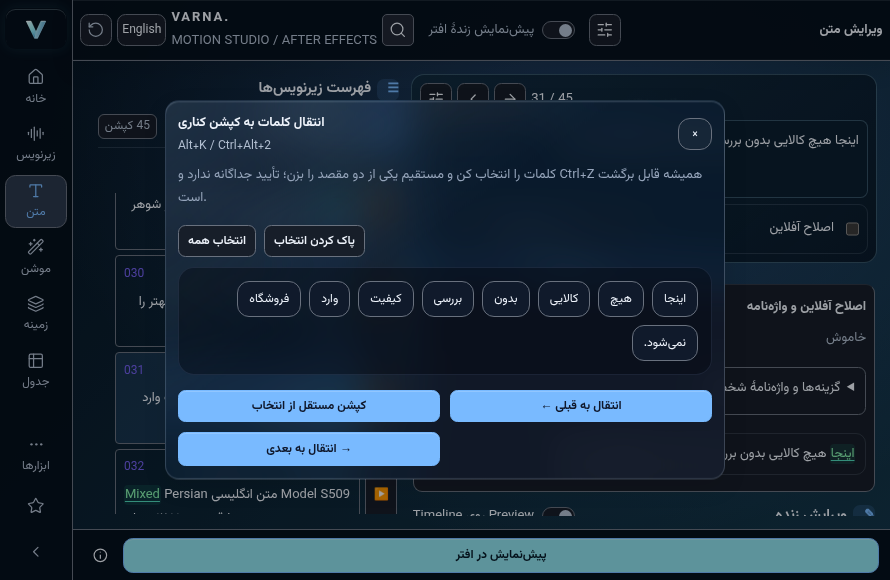 ویرایش متن
پیش‌نمایش زندهٔ افتر
VARNA.
MOTION STUDIO / AFTER EFFECTS
English
خانه
زیرنویس
متن
موشن
زمینه
جدول
ابزارها
31 / 45
اینجا هیچ کالایی بدون
اصلاح آفلاین
اصلاح آفلاین و واژه‌نامه
خاموش
گزینه‌ها و واژه‌نامهٔ
اینجا هیچ کالایی بدون
ویرایش زنده
Preview روی Timeline
فهرست زیرنویس‌ها
45 کپشن
شوهر
030
بهتر را
031
وارد
032
Mixed Persian متن انگلیسی Model S509
انتقال کلمات به کپشن کناری
Alt+K / Ctrl+Alt+2
×
کلمات را انتخاب کن و مستقیم یکی از دو مقصد را بزن؛ تأیید جداگانه ندارد و Ctrl+Z همیشه قابل برگشت
است.
پاک کردن انتخاب
انتخاب همه
اینجا هیچ کالایی بدون بررسی کیفیت وارد فروشگاه
نمی‌شود.
انتقال به قبلی ←
کپشن مستقل از انتخاب
→ انتقال به بعدی
پیش‌نمایش در افتر